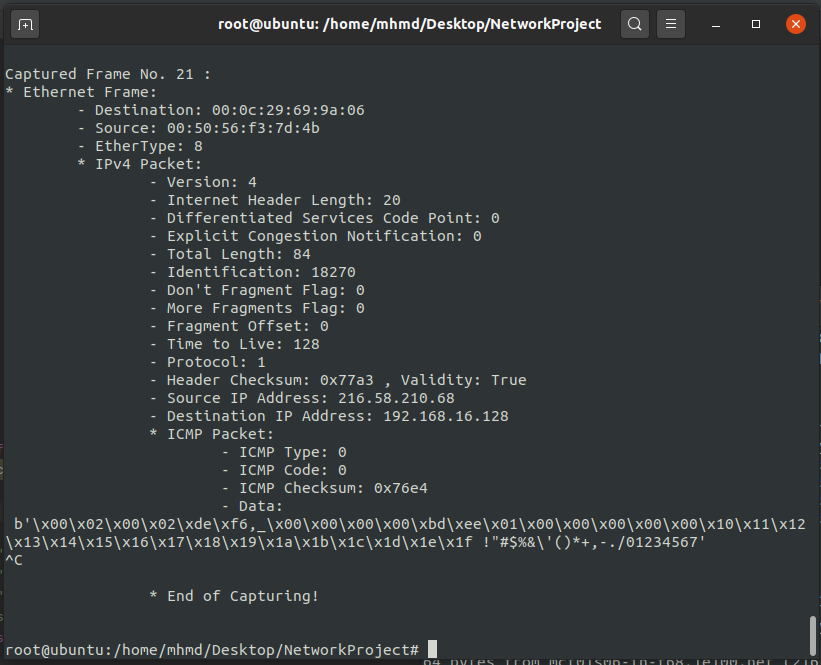 root@ubuntu: /home/mhmd/Desktop/NetworkProject
Captured Frame No. 21 :
* Ethernet Frame:
- Destination: 00:0c:29:69:9a:06
- Source: 00:50:56:f3:7d:4b
- EtherType: 8
* IPv4 Packet:
- Version: 4
- Internet Header Length: 20
- Differentiated Services Code Point: 0
- Explicit Congestion Notification: 0
- Total Length: 84
- Identification: 18270
- Don't Fragment Flag: 0
- More Fragments Flag: 0
- Fragment Offset: 0
- Time to Live: 128
- Protocol: 1
- Header Checksum: 0x77a3 , Validity: True
- Source IP Address: 216.58.210.68
- Destination IP Address: 192.168.16.128
* ICMP Packet:
- ICMP Type: 0
- ICMP Code: 0
- ICMP Checksum: 0x76e4
- Data:
b'\x00\x02\x00\x02\xde\xf6,_\x00\x00\x00\x00\xbd\xee\x01\x00\x00\x00\x00\x00\x10\x11\x12
\x13\x14\x15\x16\x17\x18\x19\x1a\x1b\x1c\x1d\x1e\x1f !"#$%&\'()*+,-./01234567'
^C
* End of Capturing!
root@ubuntu:/home/mhmd/Desktop/NetworkProject#
64 bytes from